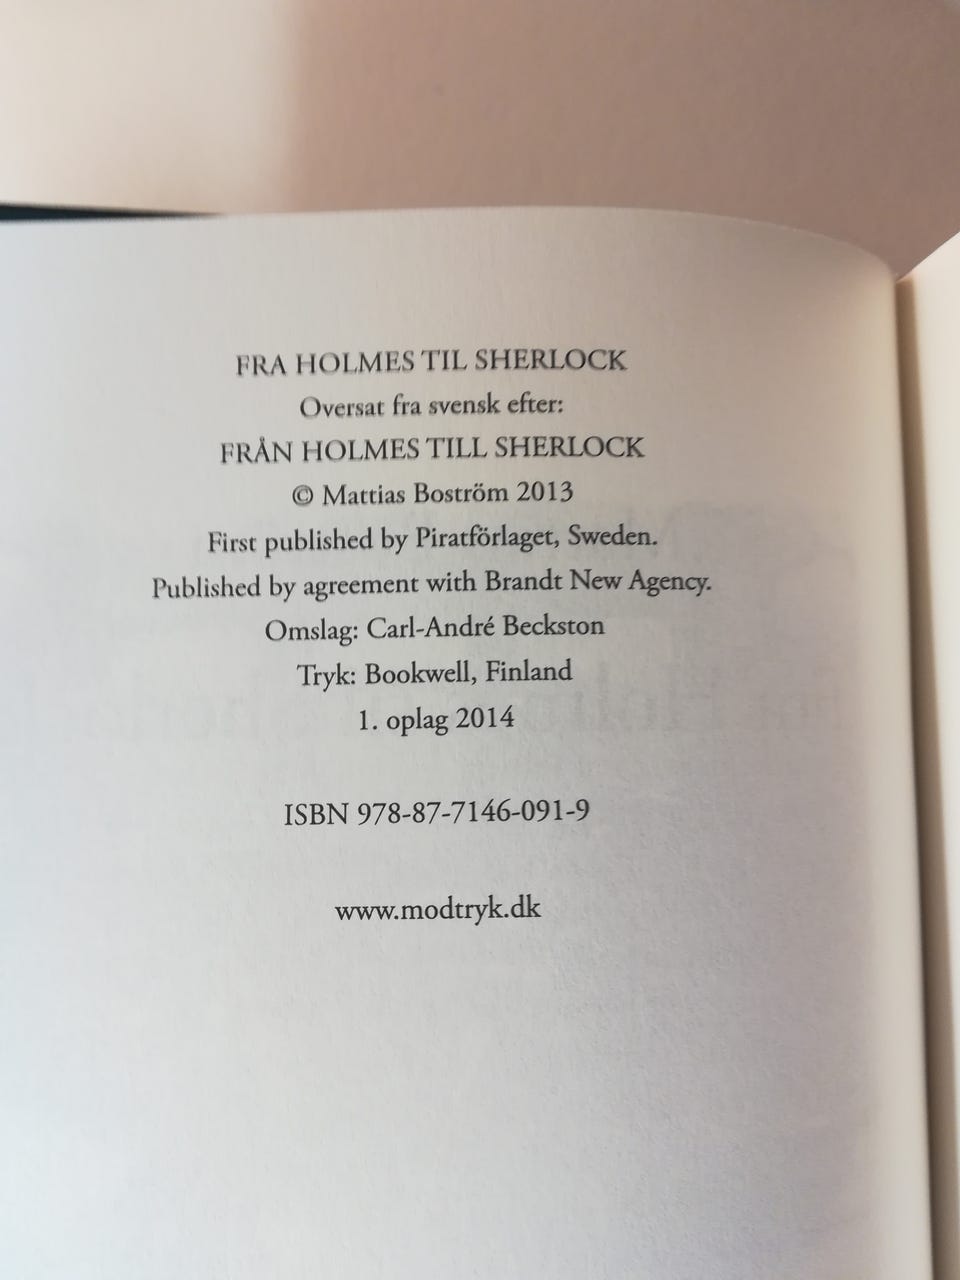 FRA HOLMES TIL SHERLOCK
Oversat fra svensk efter:
FRÅN HOLMES TILL SHERLOCK
© Mattias Boström 2013
First published by Piratförlaget, Sweden.
Published by agreement with Brandt New Agency.
Omslag: Carl-André Beckston
Tryk: Bookwell, Finland
1. oplag 2014
ISBN 978-87-7146-091-9
www.modtryk.dk